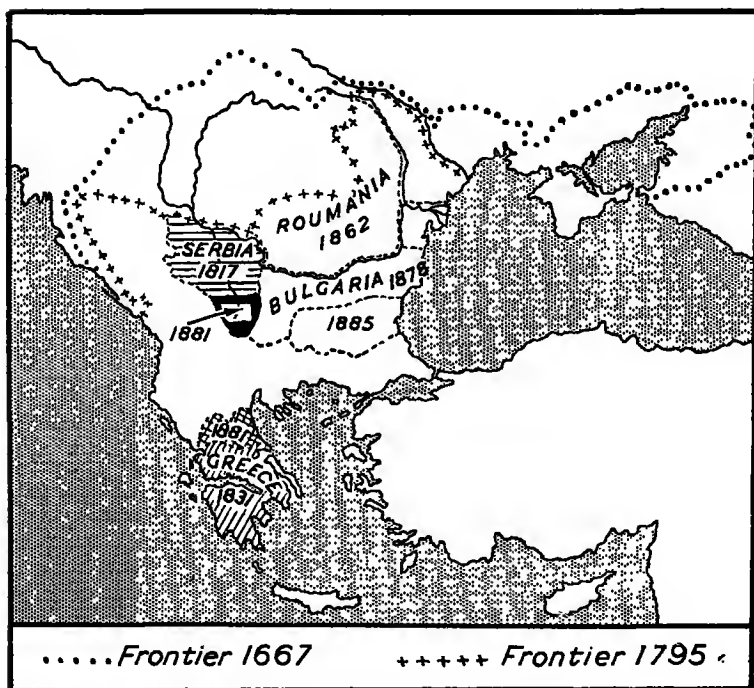 ROUMANIA
1862
SERBIA
1817
BULGARIA 1878
1881
1885
1881
GREECE
1831
..... Frontier 1667
+++++ Frontier 1795